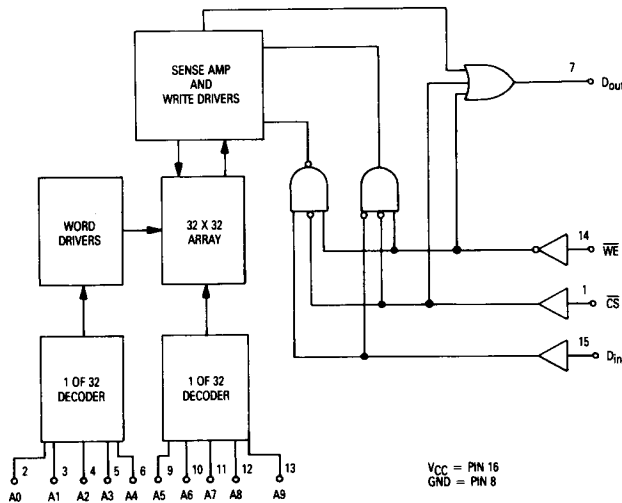 SENSE AMP
AND
WRITE DRIVERS
7
Dout
WORD
DRIVERS
32 X 32
ARRAY
14
WE
1
CS
15
Din
1 OF 32
DECODER
1 OF 32
DECODER
2 3 4 5 6 9 10 11 12 13
A0 A1 A2 A3 A4 A5 A6 A7 A8 A9
VCC = PIN 16
GND = PIN 8